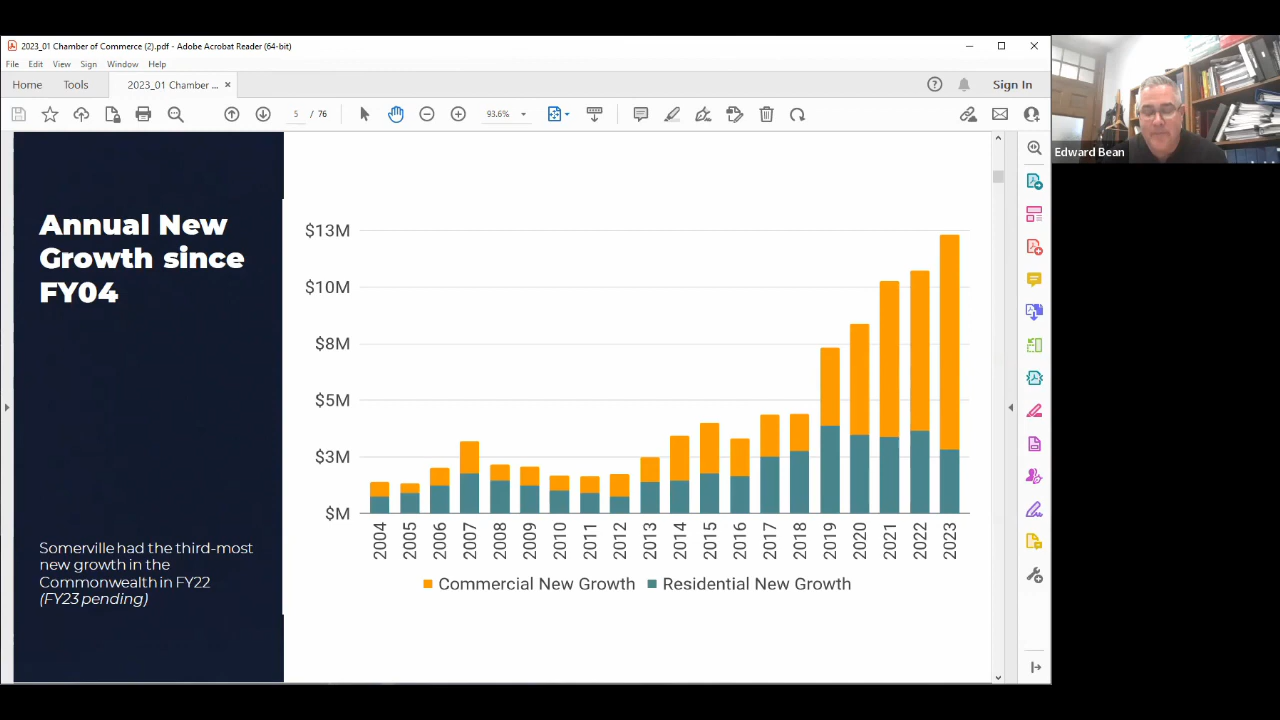 2023_01 Chamber of Commerce (2).pdf - Adobe Acrobat Reader (64-bit)
File Edit View Sign Window Help
Home Tools 2023_01 Chamber ... Sign In
5 / 76 93.6%
Edward Bean
Annual New
Growth since
FY04
Somerville had the third-most
new growth in the
Commonwealth in FY22
(FY23 pending)
$13M
$10M
$8M
$5M
$3M
$M
2004 2005 2006 2007 2008 2009 2010 2011 2012 2013 2014 2015 2016 2017 2018 2019 2020 2021 2022 2023
Commercial New Growth Residential New Growth